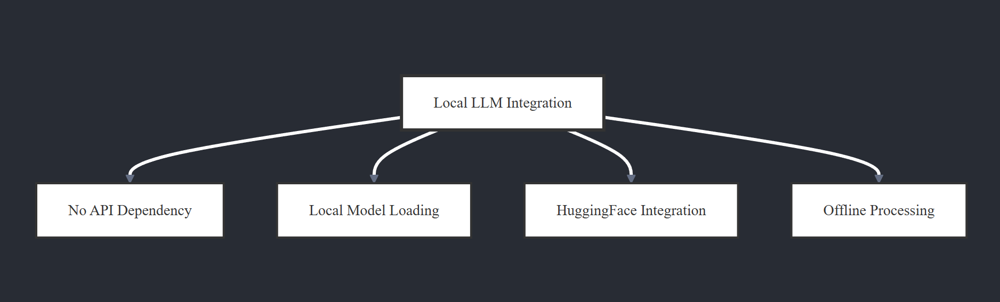 Local LLM Integration
No API Dependency
Local Model Loading
HuggingFace Integration
Offline Processing